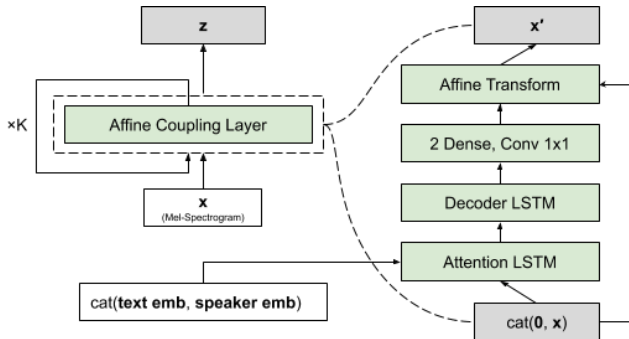 z
x′
Affine Transform
×K
Affine Coupling Layer
2 Dense, Conv 1x1
x
(Mel-Spectrogram)
Decoder LSTM
Attention LSTM
cat(text emb, speaker emb)
cat(0, x)